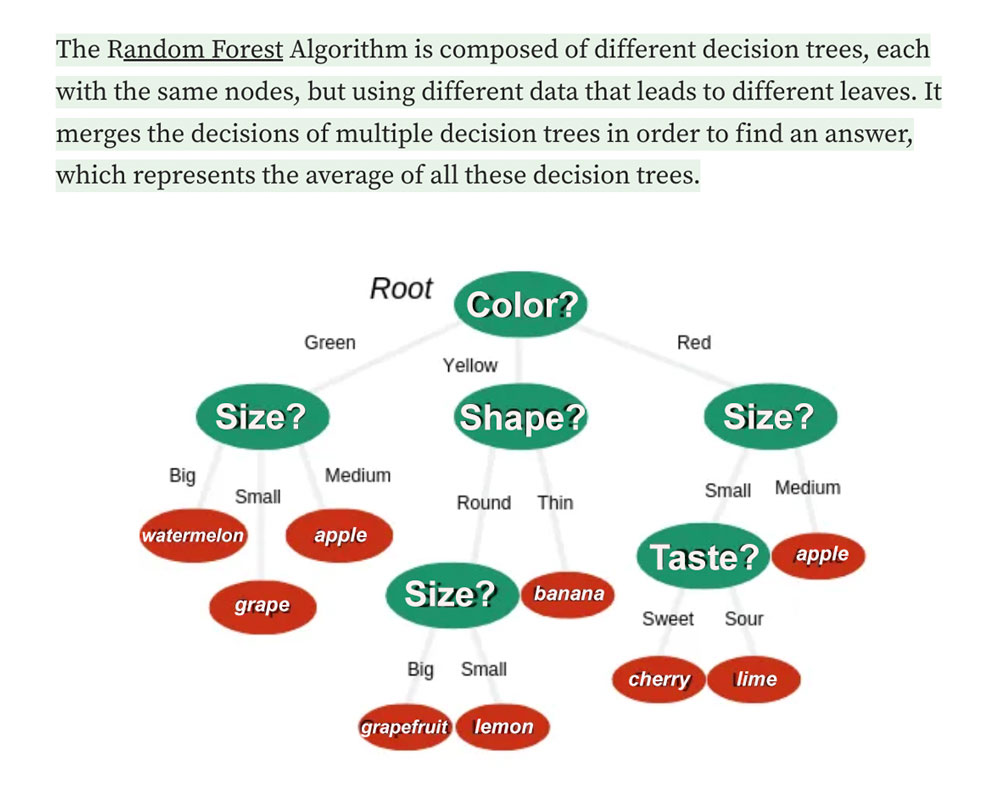 The Random Forest Algorithm is composed of different decision trees, each
with the same nodes, but using different data that leads to different leaves. It
merges the decisions of multiple decision trees in order to find an answer,
which represents the average of all these decision trees.
Root
Color?
Green
Yellow
Red
Size?
Shape?
Size?
Big
Small
Medium
Round
Thin
Small
Medium
watermelon
apple
grape
Size?
banana
Taste?
apple
Big
Small
Sweet
Sour
grapefruit
lemon
cherry
lime